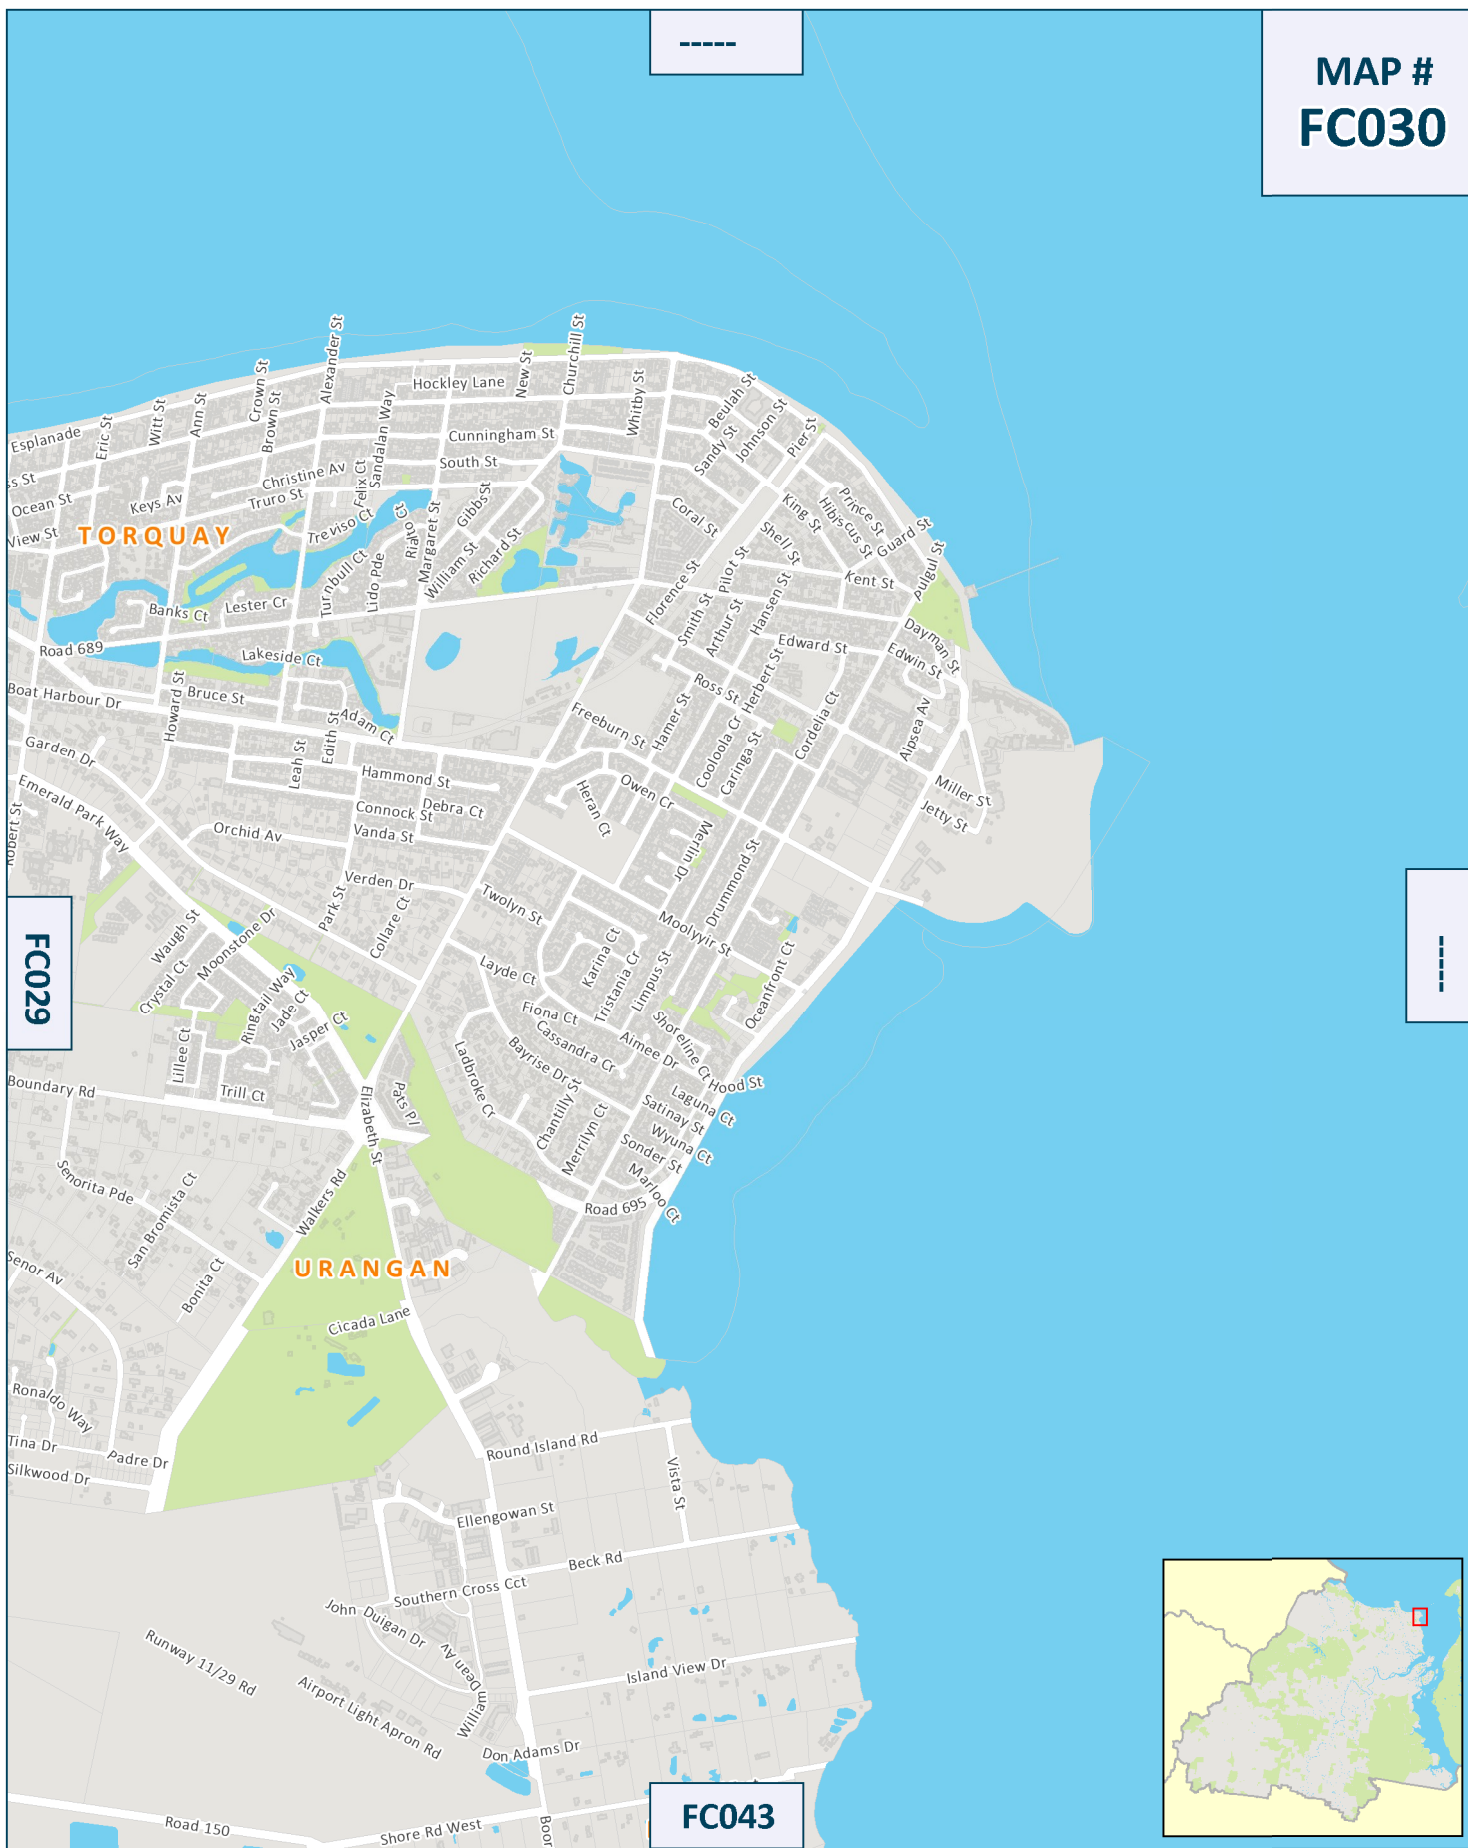 -----
MAP #
FC030
Alexander St
Churchill St
Crown St
Hockley Lane
New St
Whitby St
Beulah St
Esplanade
Eric St
Witt St
Ann St
Brown St
Sandalan Way
Cunningham St
Sandy St
Johnson St
Pier St
ss St
Christine Av
Felix Ct
South St
Ocean St
Keys Av
Truro St
Gibbs St
Coral St
King St
Prince St
Hibiscus St
View St
TORQUAY
Treviso Ct
Rialto Ct
Margaret St
William St
Richard St
Shell St
Guard St
Turnbull Ct
Lido Pde
Florence St
Pilot St
Hansen St
Kent St
Pulgul St
Banks Ct
Lester Cr
Smith St
Arthur St
Edward St
Dayman St
Edwin St
Road 689
Lakeside Ct
Herbert St
Boat Harbour Dr
Howard St
Bruce St
Adam Ct
Ross St
Hamer St
Freeburn St
Cooloola Cr
Caringa St
Cordelia Ct
Aipsea Av
Garden Dr
Leah St
Edith St
Hammond St
Emerald Park Way
Connock St
Debra Ct
Heran Ct
Owen Cr
Miller St
Jetty St
Robert St
Orchid Av
Vanda St
Merlin Dr
Drummond St
Verden Dr
Park St
Collare Ct
Twolyn St
Moolyyir St
FC029
-----
Waugh St
Moonstone Dr
Crystal Ct
Ringtail Way
Jade Ct
Jasper Ct
Layde Ct
Karina Ct
Tristania Cr
Limpus St
Oceanfront Ct
Fiona Ct
Cassandra Cr
Aimee Dr
Shoreline Ct
Lillee Ct
Bayrise Dr
Ladbroke Cr
Hood St
Boundary Rd
Trill Ct
Elizabeth St
Pats Pl
Chantilly St
Merrilyn Ct
Laguna Ct
Satinay St
Wyuna Ct
Sonder St
Marloo Ct
Senorita Pde
San Bromista Ct
Walkers Rd
Road 695
URANGAN
Senor Av
Bonita Ct
Cicada Lane
Ronaldo Way
Tina Dr
Padre Dr
Silkwood Dr
Round Island Rd
Vista St
Ellengowan St
Beck Rd
Southern Cross Cct
John Duigan Dr
William Dean Av
Runway 11/29 Rd
Airport Light Apron Rd
Island View Dr
Don Adams Dr
Road 150
Shore Rd West
Boor
FC043